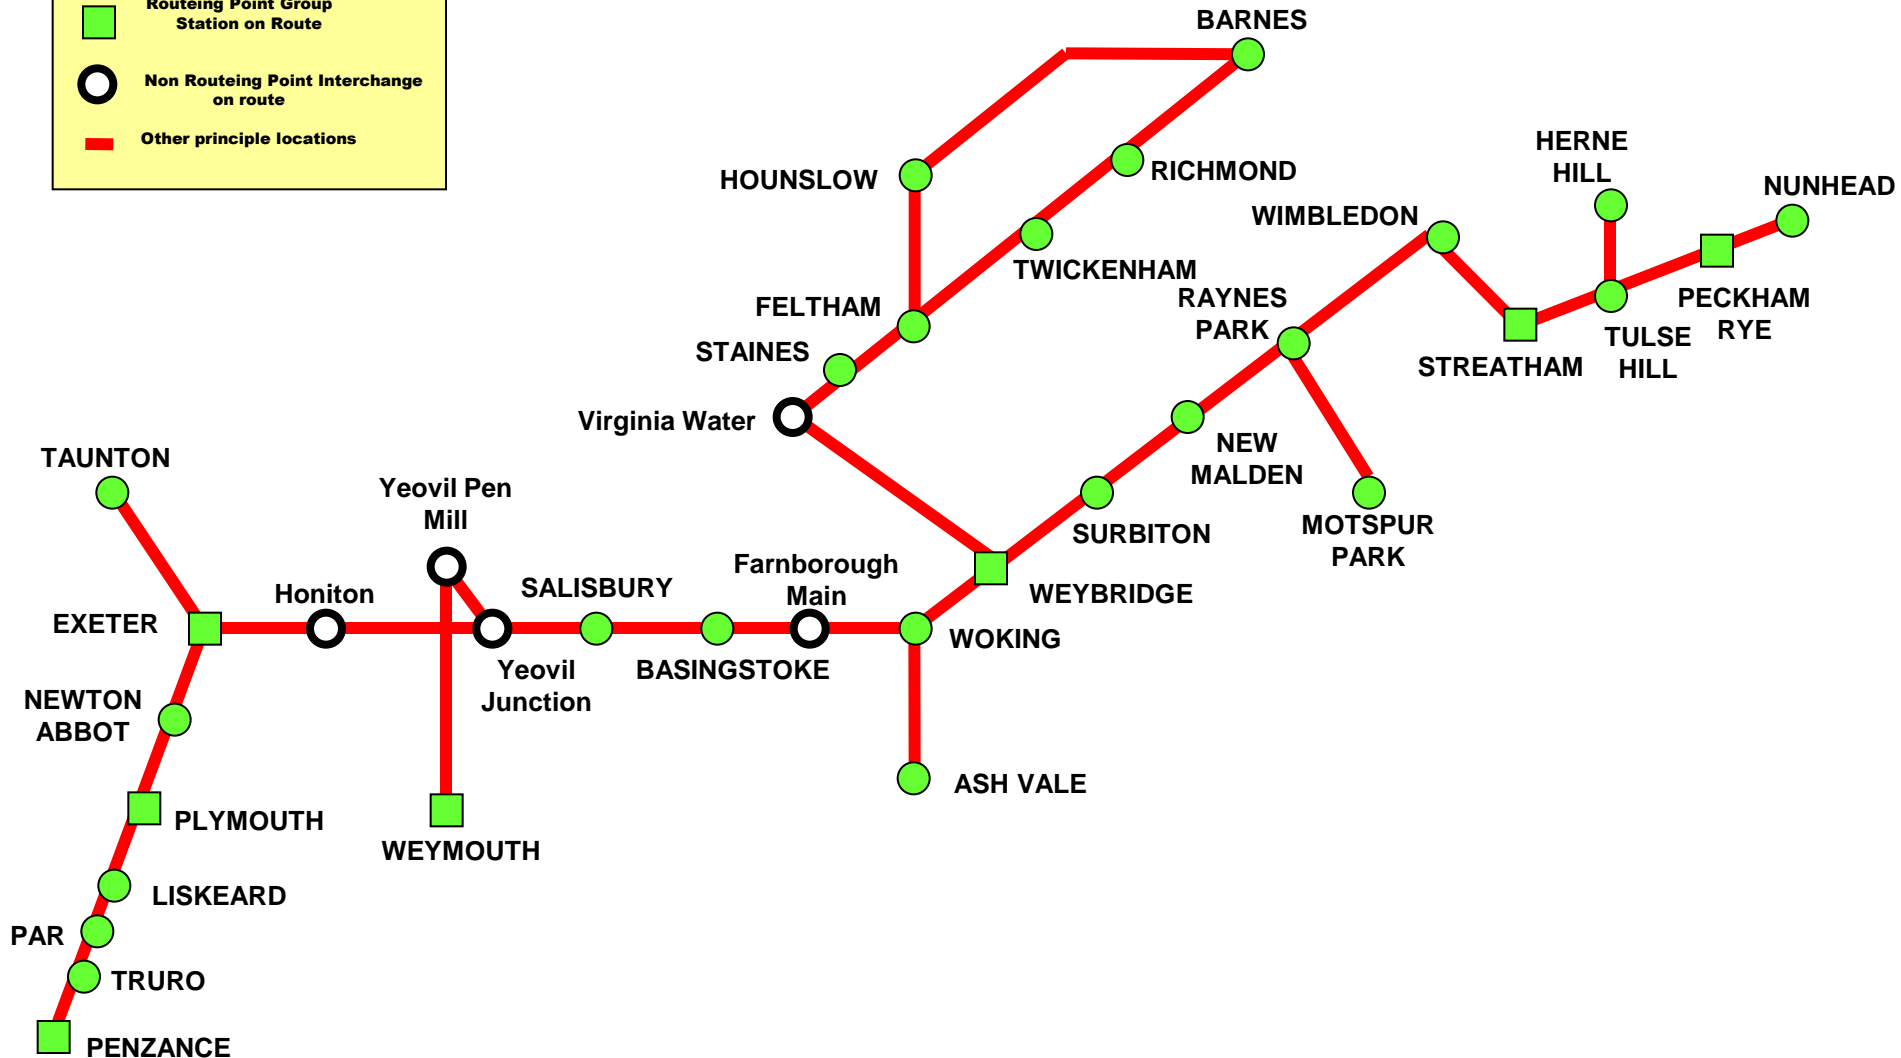 Routeing Point Group
Station on Route
Non Routeing Point Interchange
on route
Other principle locations
BARNES
HOUNSLOW
RICHMOND
HERNE
HILL
NUNHEAD
WIMBLEDON
TWICKENHAM
FELTHAM
RAYNES
PARK
PECKHAM
RYE
STAINES
TULSE
HILL
STREATHAM
Virginia Water
NEW
MALDEN
TAUNTON
Yeovil Pen
Mill
SURBITON
MOTSPUR
PARK
Farnborough
Main
SALISBURY
Honiton
WEYBRIDGE
EXETER
WOKING
BASINGSTOKE
Yeovil
Junction
NEWTON
ABBOT
ASH VALE
PLYMOUTH
WEYMOUTH
LISKEARD
PAR
TRURO
PENZANCE